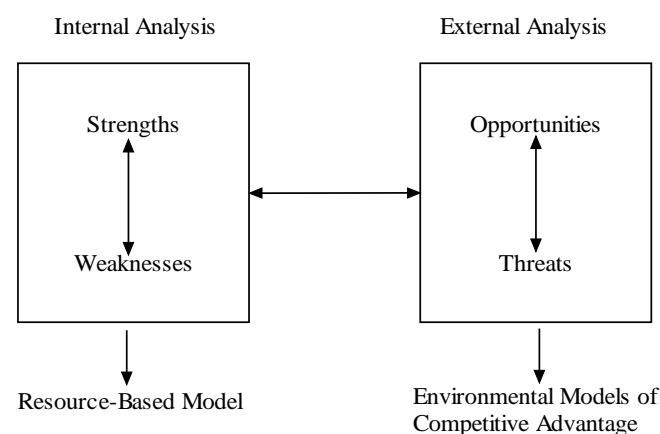 Internal Analysis
External Analysis
Strengths
Opportunities
Weaknesses
Threats
Resource-Based Model
Environmental Models of
Competitive Advantage